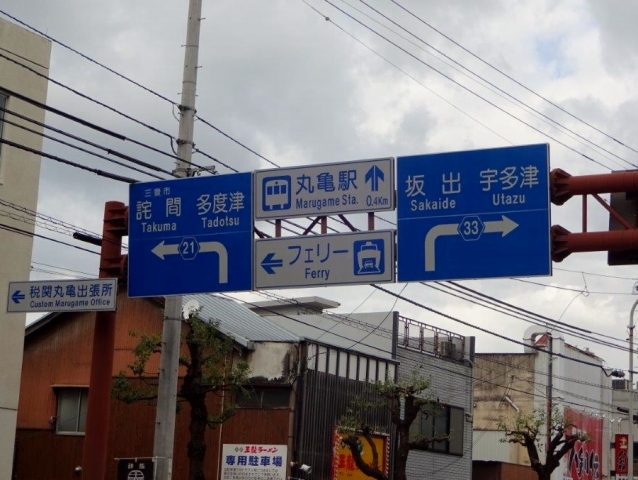 三豊市
詫間 多度津
Takuma Tadotsu
21
丸亀駅
Marugame Sta. 0.4Km
フェリー
Ferry
坂出 宇多津
Sakaide Utazu
33
税関丸亀出張所
Custom Marugame Office
専用駐車場